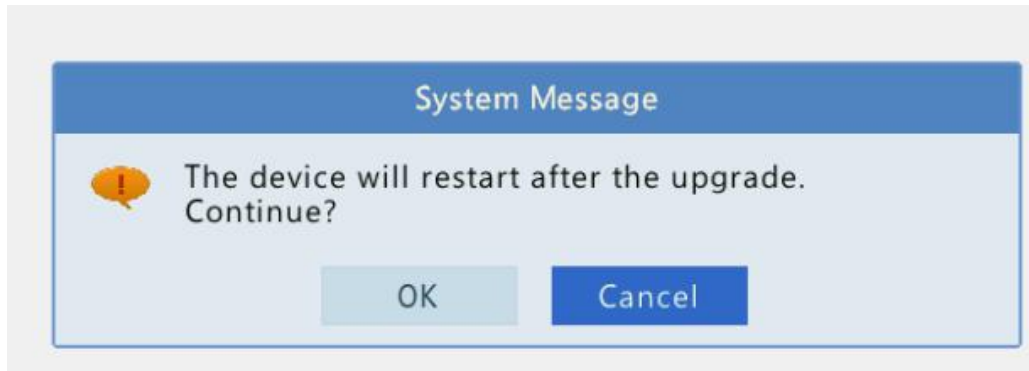 System Message
The device will restart after the upgrade.
Continue?
OK
Cancel